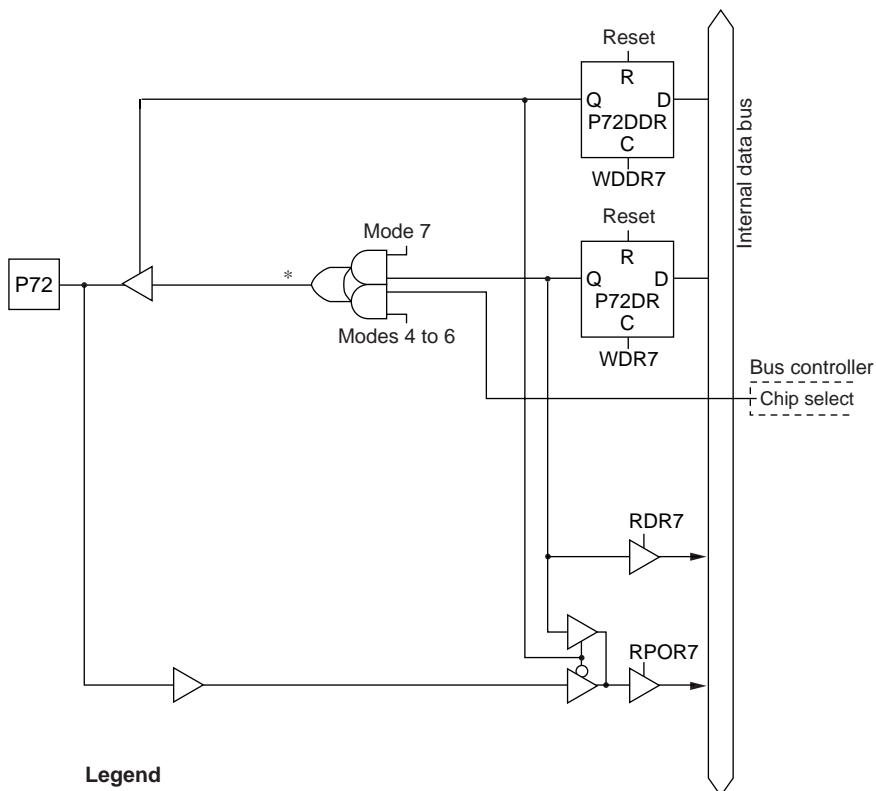 Reset
R
Q D
P72DDR
C
WDDR7
Internal data bus
Reset
Mode 7
R
P72
*
Q D
P72DR
C
Modes 4 to 6
WDR7
Bus controller
Chip select
RDR7
RPOR7
Legend